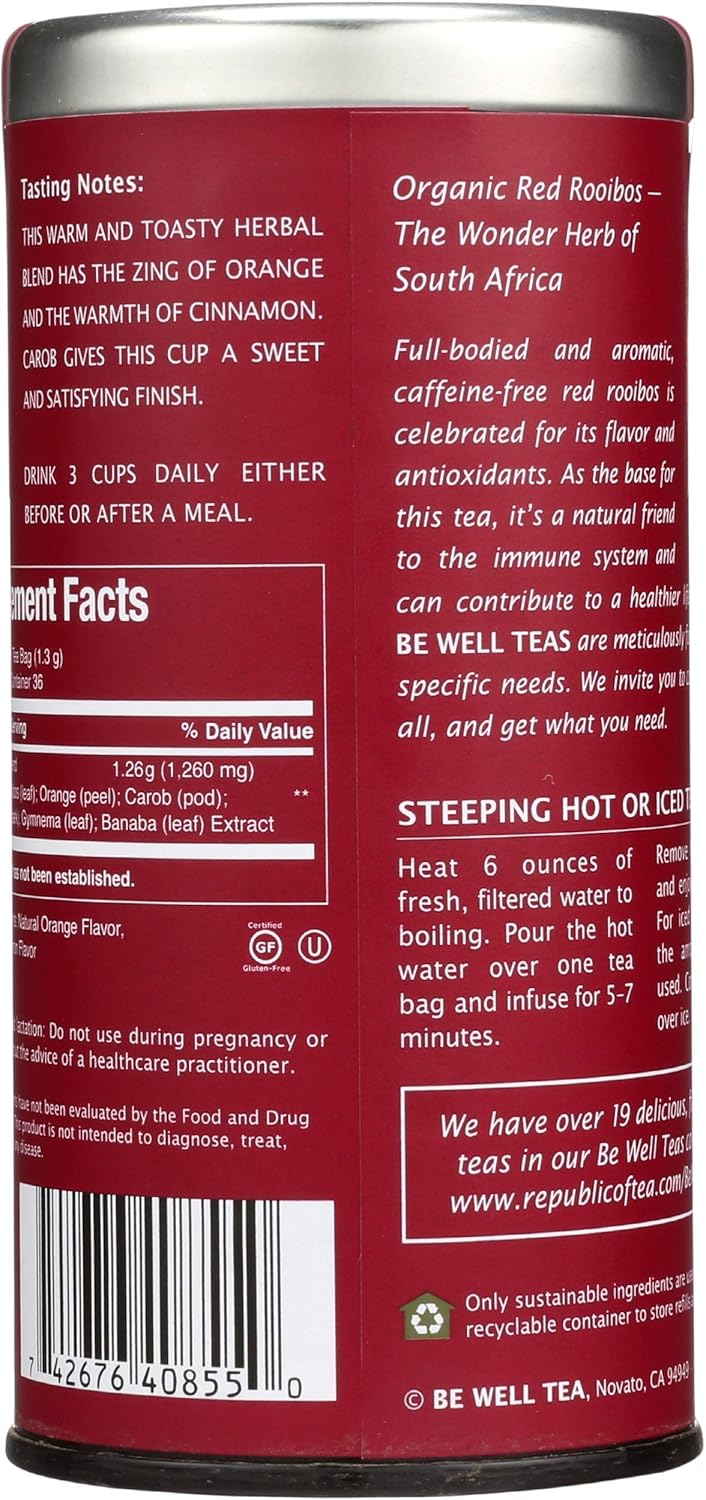 Tasting Notes:
THIS WARM AND TOASTY HERBAL
BLEND HAS THE ZING OF ORANGE
AND THE WARMTH OF CINNAMON.
CAROB GIVES THIS CUP A SWEET
AND SATISFYING FINISH.
DRINK 3 CUPS DAILY EITHER
BEFORE OR AFTER A MEAL.
Facts
Tea Bag (1.3 g)
36
% Daily Value
1.26g (1,260 mg)
(leaf); Orange (peel); Carob (pod); **
Gymnema (leaf); Banaba (leaf) Extract
not been established.
Natural Orange Flavor,
Flavor
Certified
GF
Gluten-Free
U
lactation: Do not use during pregnancy or
the advice of a healthcare practitioner.
have not been evaluated by the Food and Drug
This product is not intended to diagnose, treat,
disease.
7 42676 40855 0
Organic Red Rooibos –
The Wonder Herb of
South Africa
Full-bodied and aromatic,
caffeine-free red rooibos is
celebrated for its flavor and
antioxidants. As the base for
this tea, it's a natural friend
to the immune system and
can contribute to a healthier
BE WELL TEAS are meticulously
specific needs. We invite you to
all, and get what you need.
STEEPING HOT OR ICED
Heat 6 ounces of
fresh, filtered water to
boiling. Pour the hot
water over one tea
bag and infuse for 5-7
minutes.
Remove
and
For iced
the
used.
over ice.
We have over 19 delicious,
teas in our Be Well Teas
www.republicoftea.com/
Only sustainable ingredients are
recyclable container to store refills
© BE WELL TEA, Novato, CA 94949